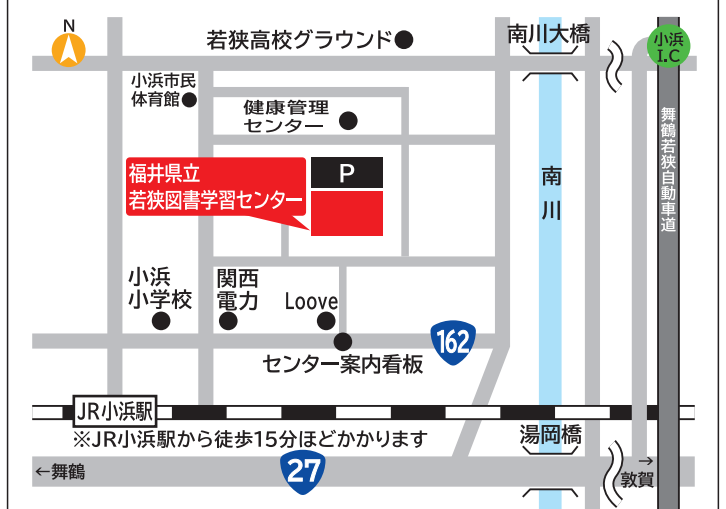 N
若狭高校グラウンド
南川大橋
小浜
I.C
小浜市民
体育館
健康管理
センター
舞鶴若狭自動車道
福井県立
若狭図書学習センター
P
南川
小浜
小学校
関西
電力
Loove
162
センター案内看板
JR小浜駅
※JR小浜駅から徒歩15分ほどかかります
湯岡橋
←舞鶴
27
→
敦賀